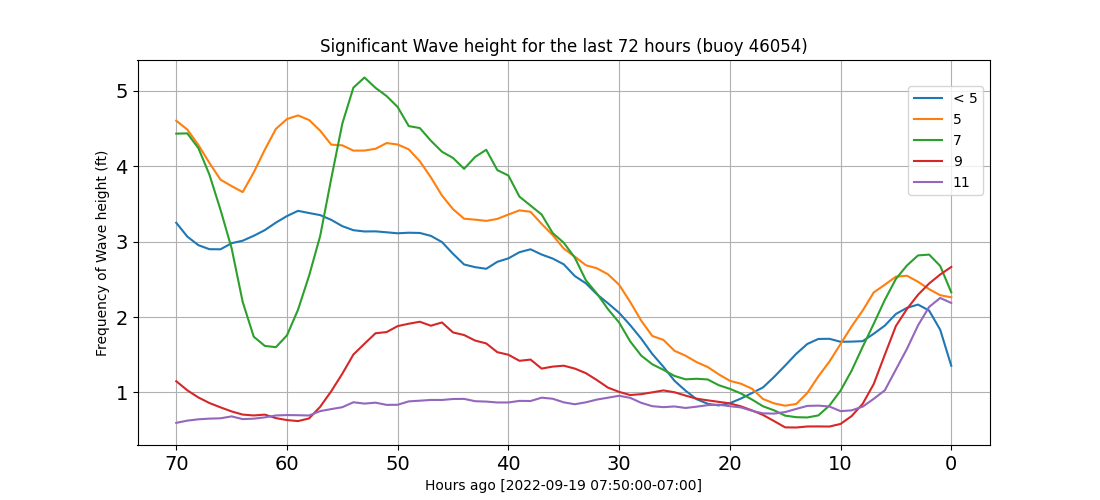 Significant Wave height for the last 72 hours (buoy 46054)
Frequency of Wave height (ft)
5
4
3
2
1
< 5
5
7
9
11
70 60 50 40 30 20 10 0
Hours ago [2022-09-19 07:50:00-07:00]